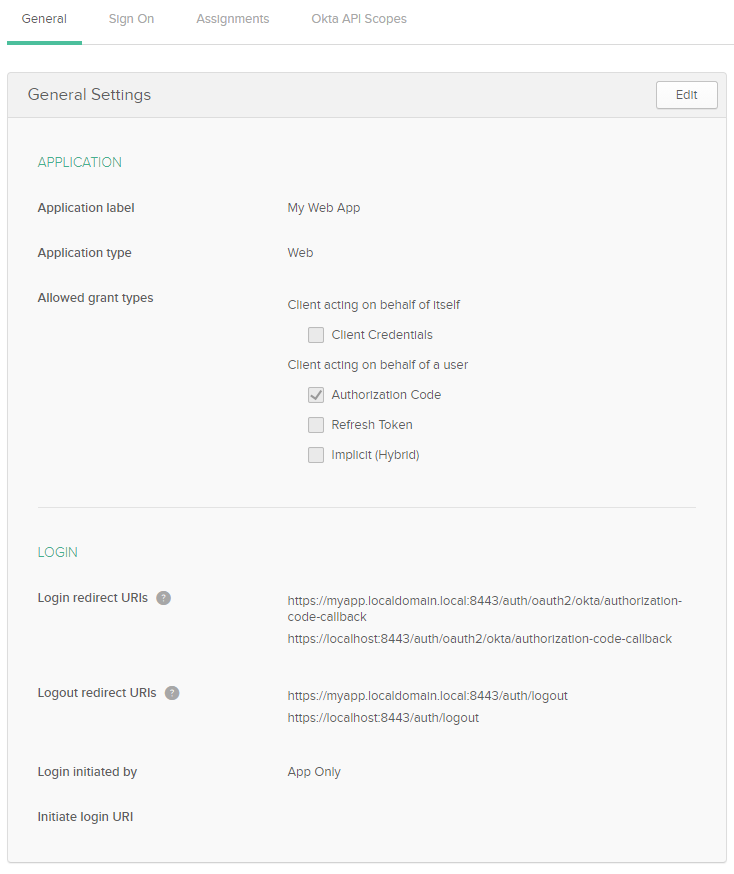 General Sign On Assignments Okta API Scopes
General Settings Edit
APPLICATION
Application label My Web App
Application type Web
Allowed grant types
Client acting on behalf of itself
Client Credentials
Client acting on behalf of a user
Authorization Code
Refresh Token
Implicit (Hybrid)
LOGIN
Login redirect URIs ?
https://myapp.localdomain.local:8443/auth/oauth2/okta/authorization-
code-callback
https://localhost:8443/auth/oauth2/okta/authorization-code-callback
Logout redirect URIs ?
https://myapp.localdomain.local:8443/auth/logout
https://localhost:8443/auth/logout
Login initiated by App Only
Initiate login URI